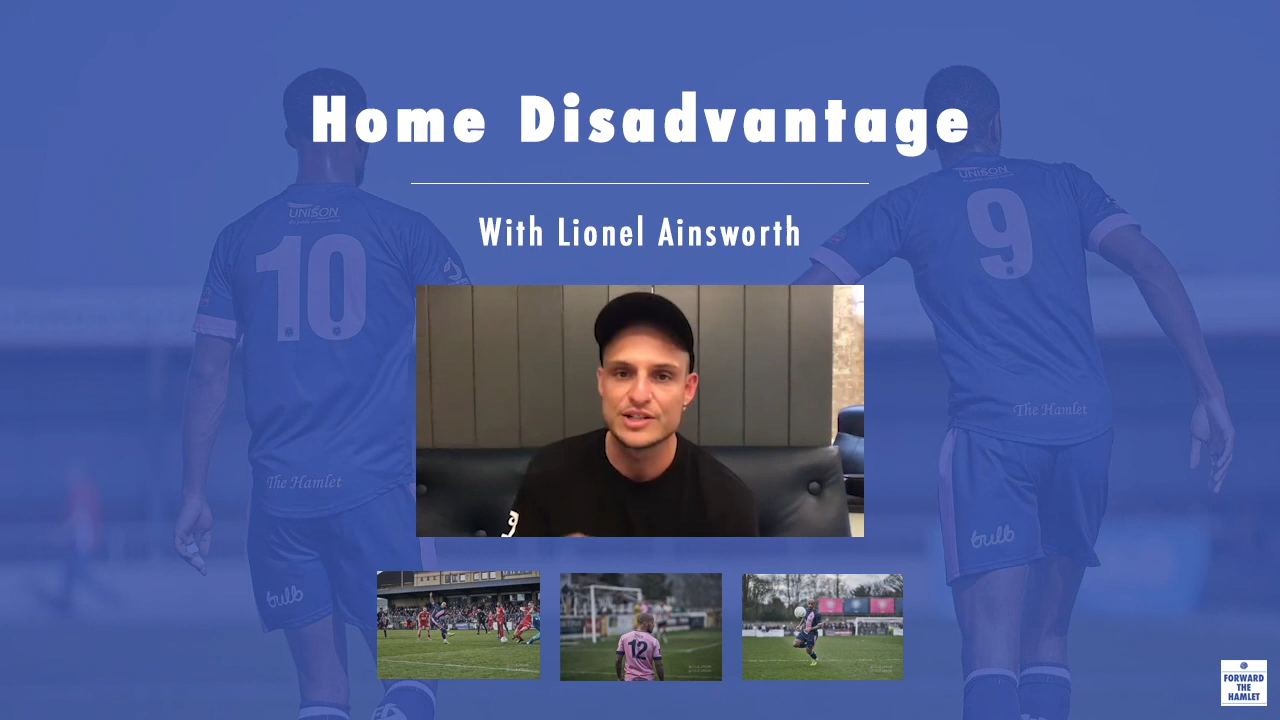 Home Disadvantage
With Lionel Ainsworth
UNISON
10
The Hamlet
bulb
UNISON
9
The Hamlet
bulb
12
FORWARD
THE
HAMLET